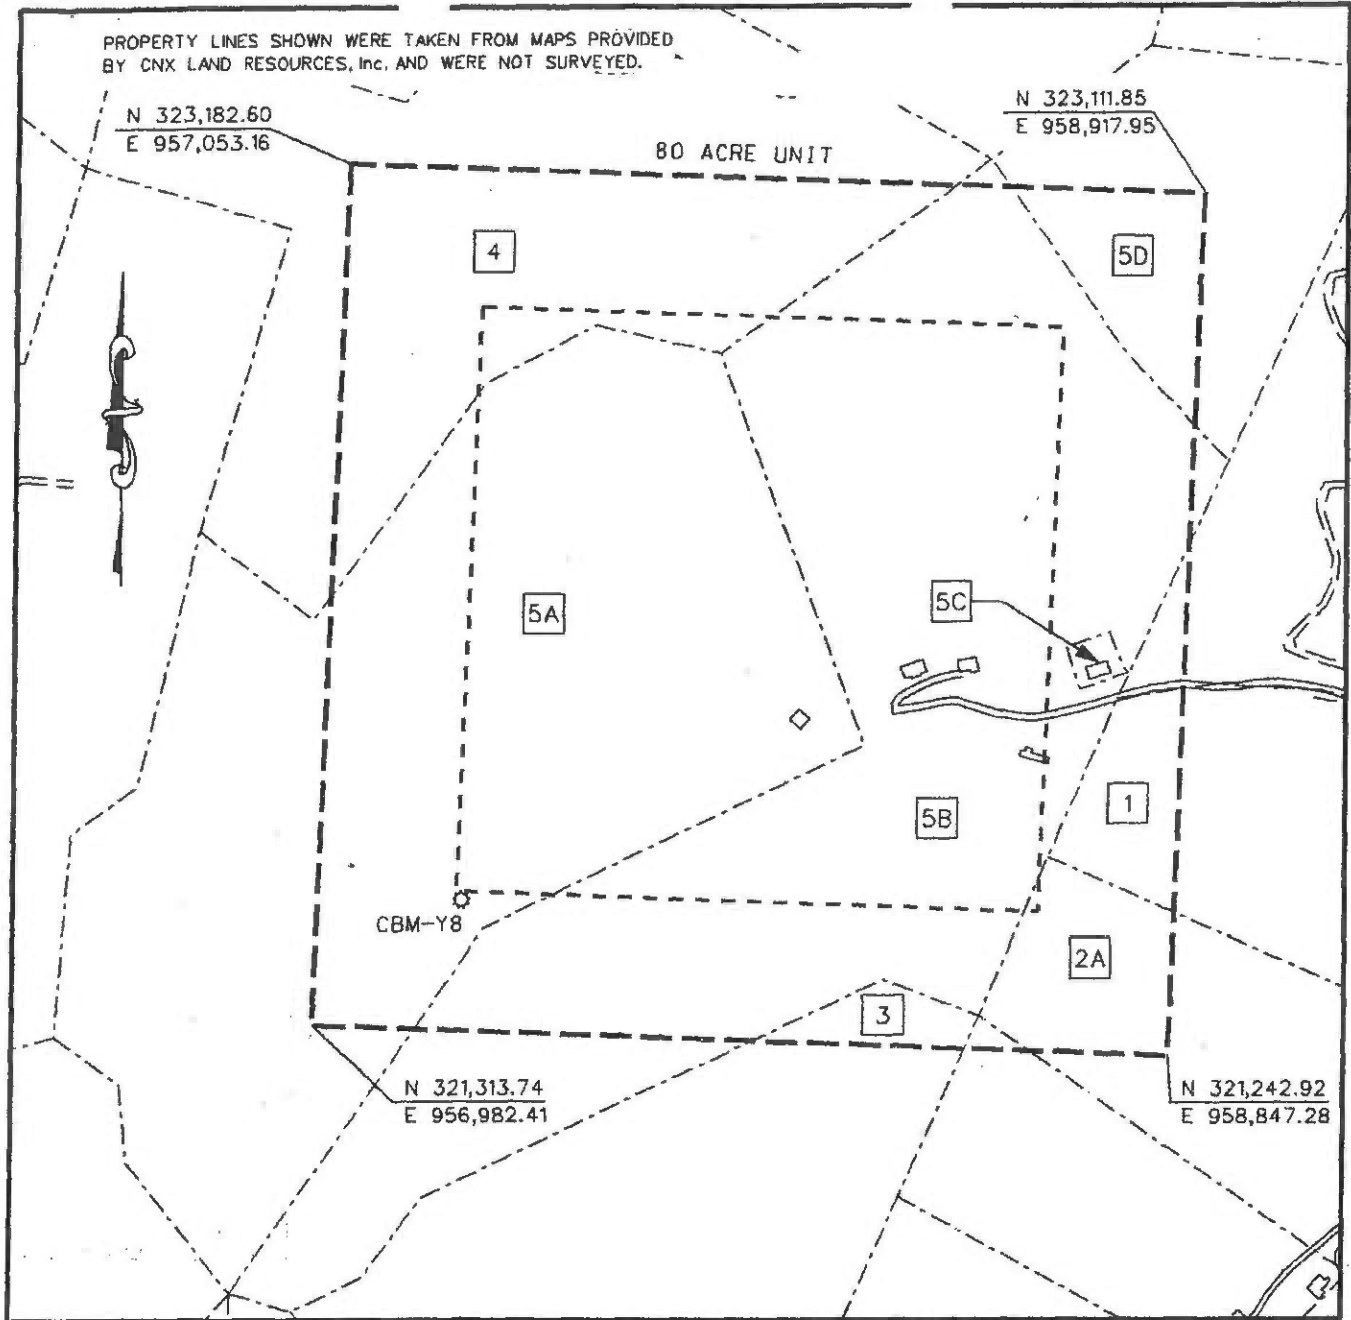 PROPERTY LINES SHOWN WERE TAKEN FROM MAPS PROVIDED
BY CNX LAND RESOURCES, Inc. AND WERE NOT SURVEYED.
N 323,182.60
E 957,053.16
N 323,111.85
E 958,917.95
80 ACRE UNIT
4
5D
5A
5C
1
5B
CBM-Y8
2A
3
N 321,313.74
E 956,982.41
N 321,242.92
E 958,847.28